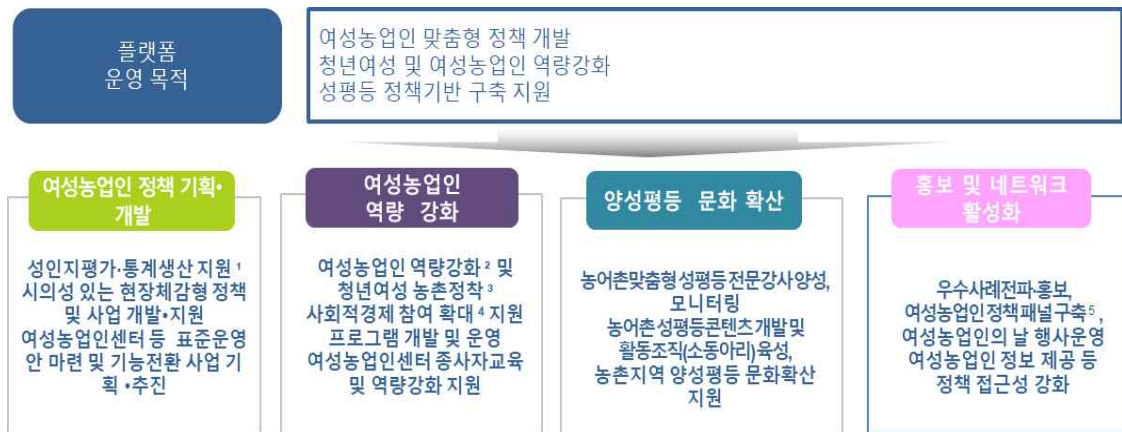 플랫폼
운영 목적
여성농업인 맞춤형 정책 개발
청년여성 및 여성농업인 역량강화
성평등 정책기반 구축 지원
여성농업인 정책 기획•
개발
성인지평가·통계생산 지원 ¹
시의성 있는 현장체감형 정책
및 사업 개발•지원
여성농업인센터 등 표준운영
안 마련 및 기능전환 사업 기
획 •추진
여성농업인
역량 강화
여성농업인 역량강화 ² 및
청년여성 농촌정착 ³
사회적경제 참여 확대 ⁴ 지원
프로그램 개발 및 운영
여성농업인센터 종사자교육
및 역량강화 지원
양성평등 문화 확산
농어촌맞춤형 성평등 전문강사양성,
모니터링
농어촌 성평등콘텐츠 개발 및
활동조직(소동아리) 육성,
농촌지역 양성평등 문화확산
지원
홍보 및 네트워크
활성화
우수사례전파·홍보,
여성농업인 정책패널 구축 ⁵ ,
여성농업인의 날 행사운영
여성농업인 정보 제공 등
정책 접근성 강화